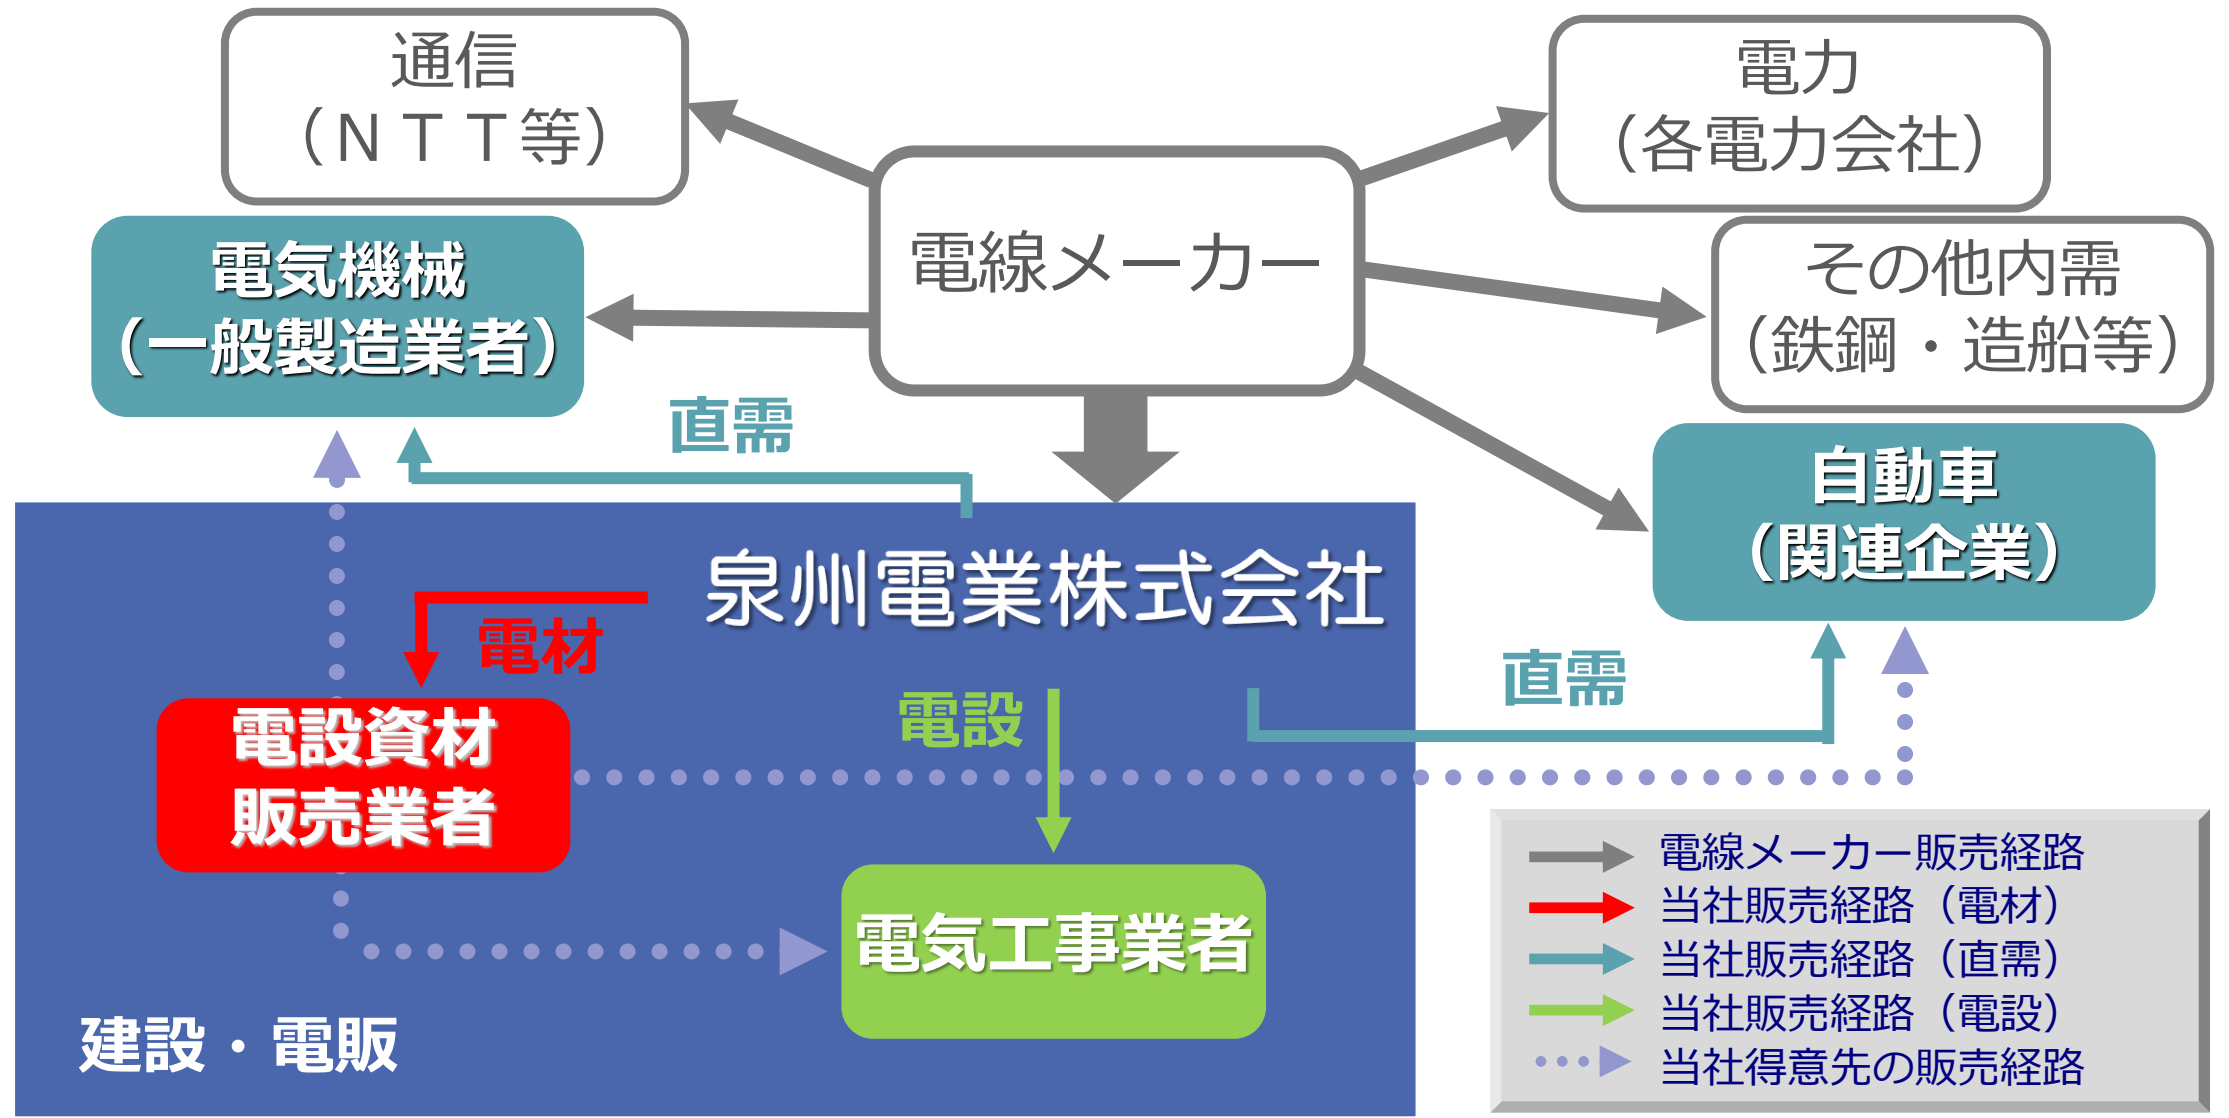 通信
（ＮＴＴ等）
電力
（各電力会社）
電線メーカー
電気機械
（一般製造業者）
その他内需
（鉄鋼・造船等）
直需
自動車
（関連企業）
泉州電業株式会社
電材
直需
電設
電設資材
販売業者
電気工事業者
建設・電販
電線メーカー販売経路
当社販売経路（電材）
当社販売経路（直需）
当社販売経路（電設）
当社得意先の販売経路